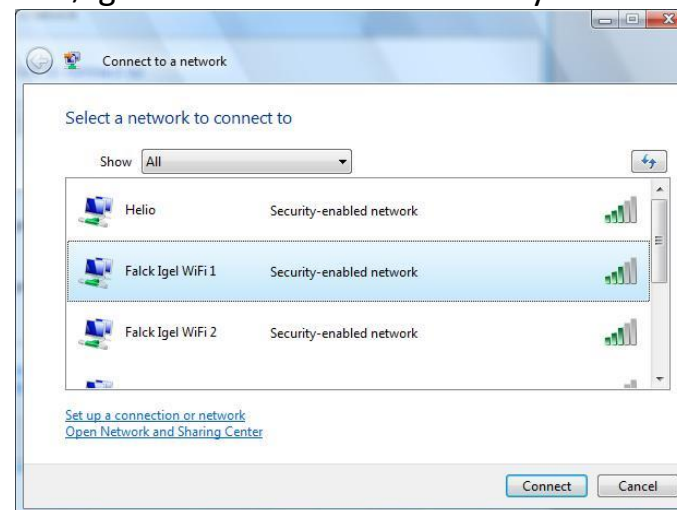 Connect to a network
Select a network to connect to
Show All
Helio Security-enabled network
Falck Igel WiFi 1 Security-enabled network
Falck Igel WiFi 2 Security-enabled network
Set up a connection or network
Open Network and Sharing Center
Connect Cancel